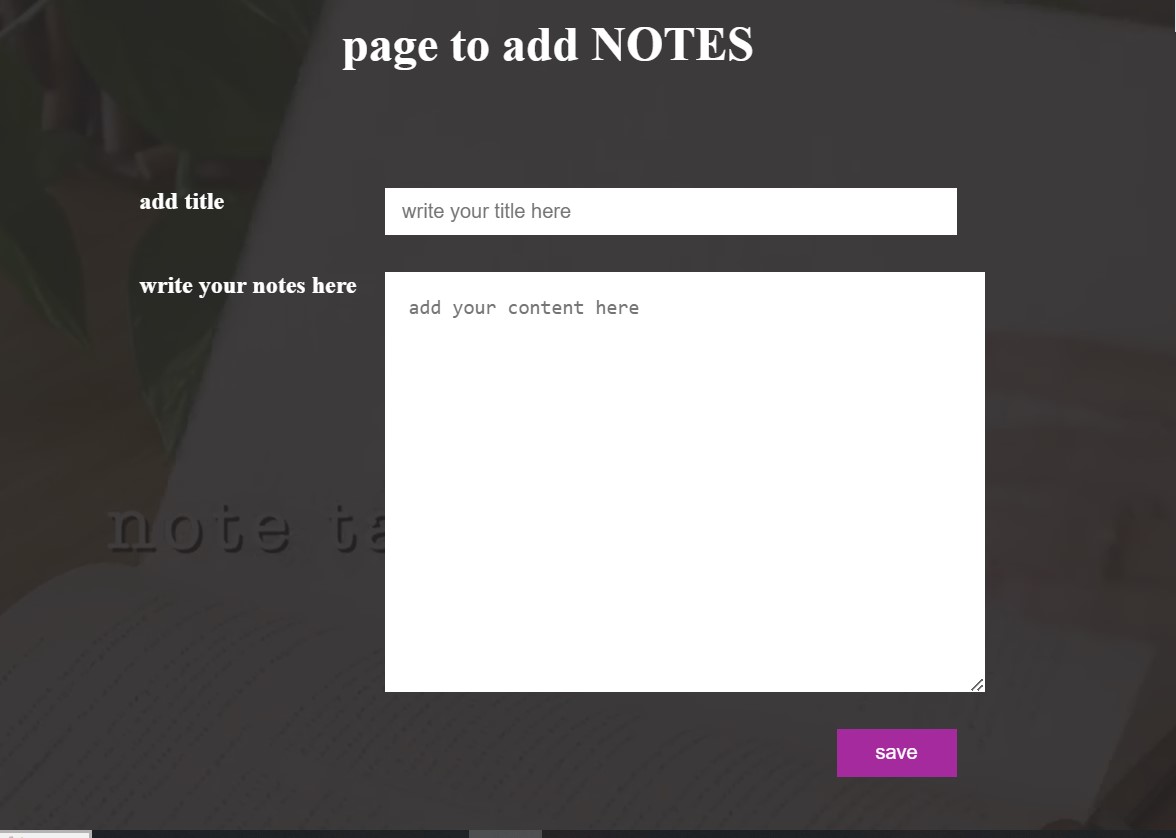 page to add NOTES
add title
write your title here
write your notes here
add your content here
note ta
save